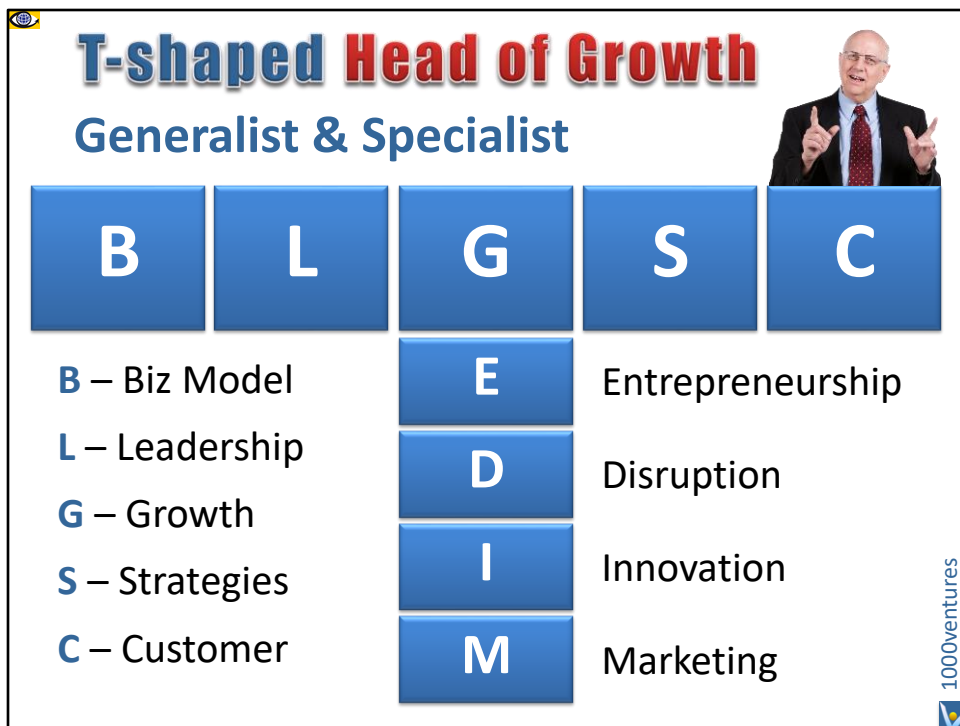 T-shaped Head of Growth
Generalist & Specialist
B L G S C
B – Biz Model
L – Leadership
G – Growth
S – Strategies
C – Customer
E Entrepreneurship
D Disruption
I Innovation
M Marketing
1000ventures